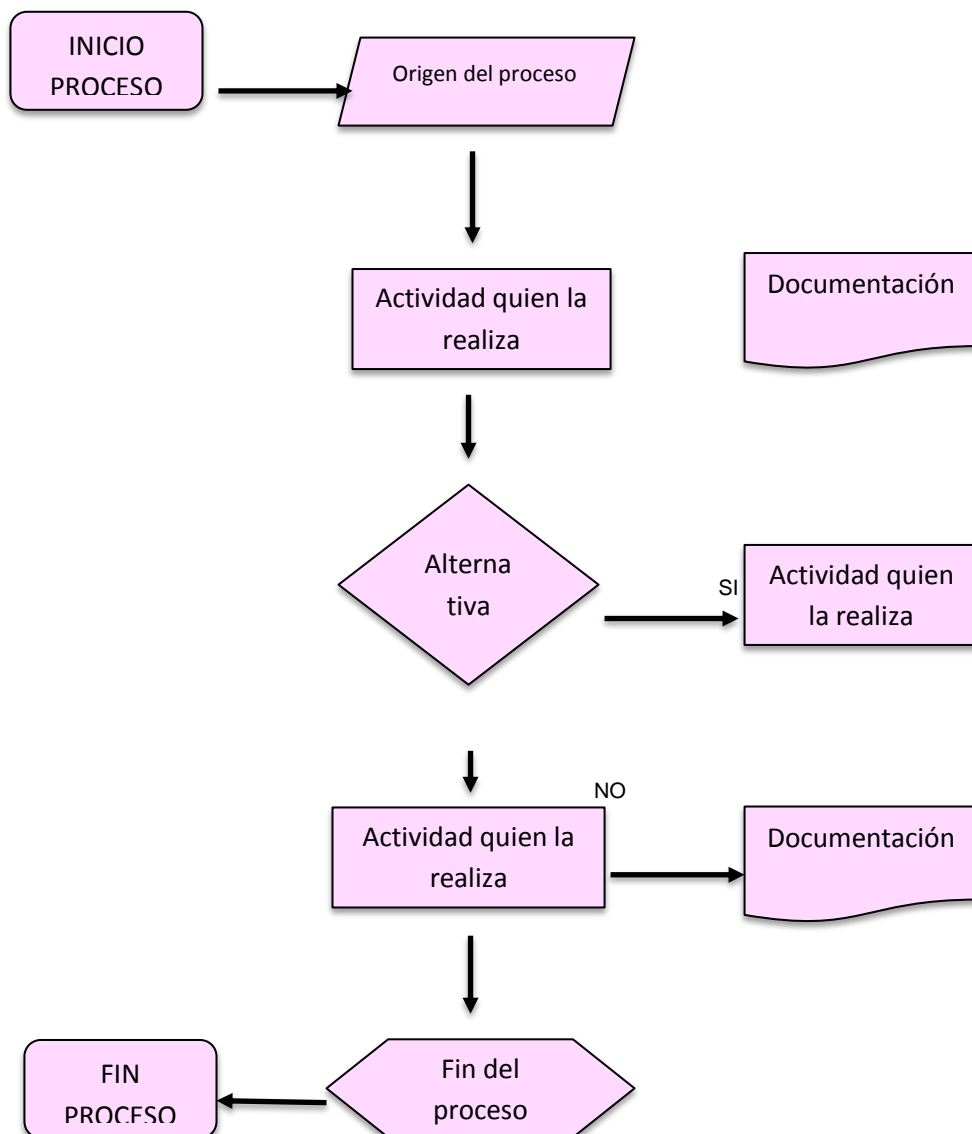 INICIO
PROCESO
Origen del proceso
Actividad quien la
realiza
Documentación
Alterna
tiva
SI
Actividad quien
la realiza
NO
Actividad quien la
realiza
Documentación
Fin del
proceso
FIN
PROCESO